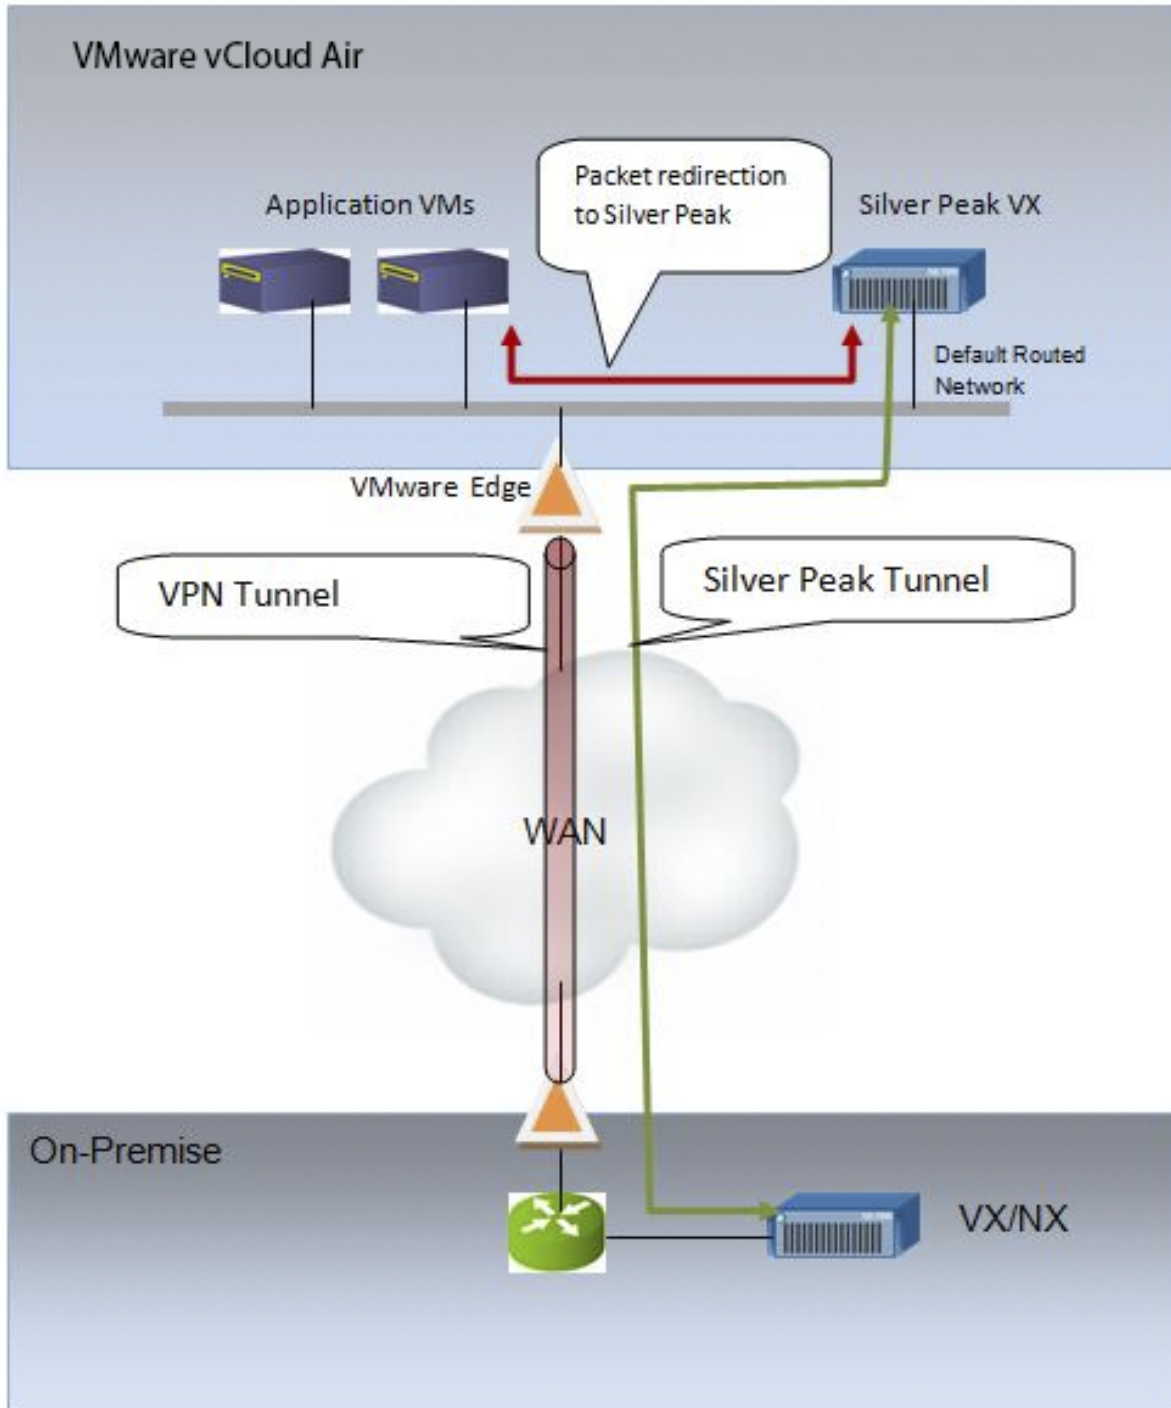 VMware vCloud Air
Packet redirection
to Silver Peak
Application VMs
Silver Peak VX
Default Routed
Network
VMware Edge
VPN Tunnel
Silver Peak Tunnel
WAN
On-Premise
VX/NX